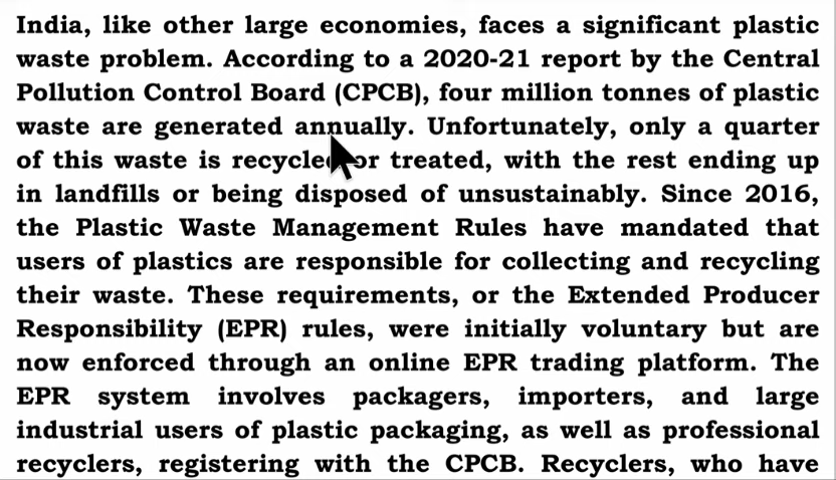 India, like other large economies, faces a significant plastic
waste problem. According to a 2020-21 report by the Central
Pollution Control Board (CPCB), four million tonnes of plastic
waste are generated annually. Unfortunately, only a quarter
of this waste is recycled or treated, with the rest ending up
in landfills or being disposed of unsustainably. Since 2016,
the Plastic Waste Management Rules have mandated that
users of plastics are responsible for collecting and recycling
their waste. These requirements, or the Extended Producer
Responsibility (EPR) rules, were initially voluntary but are
now enforced through an online EPR trading platform. The
EPR system involves packagers, importers, and large
industrial users of plastic packaging, as well as professional
recyclers, registering with the CPCB. Recyclers, who have